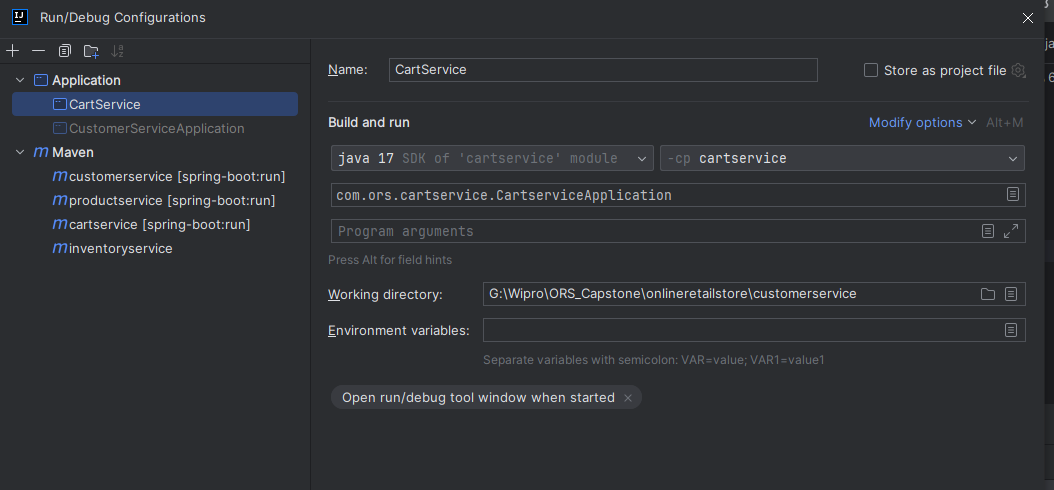 IJ Run/Debug Configurations
Application
CartService
CustomerServiceApplication
Maven
customerservice [spring-boot:run]
productservice [spring-boot:run]
cartservice [spring-boot:run]
inventoryservice
Name: CartService Store as project file
Build and run Modify options Alt+M
java 17 SDK of 'cartservice' module -cp cartservice
com.ors.cartservice.CartserviceApplication
Program arguments
Press Alt for field hints
Working directory: G:\Wipro\ORS_Capstone\onlineretailstore\customerservice
Environment variables:
Separate variables with semicolon: VAR=value; VAR1=value1
Open run/debug tool window when started